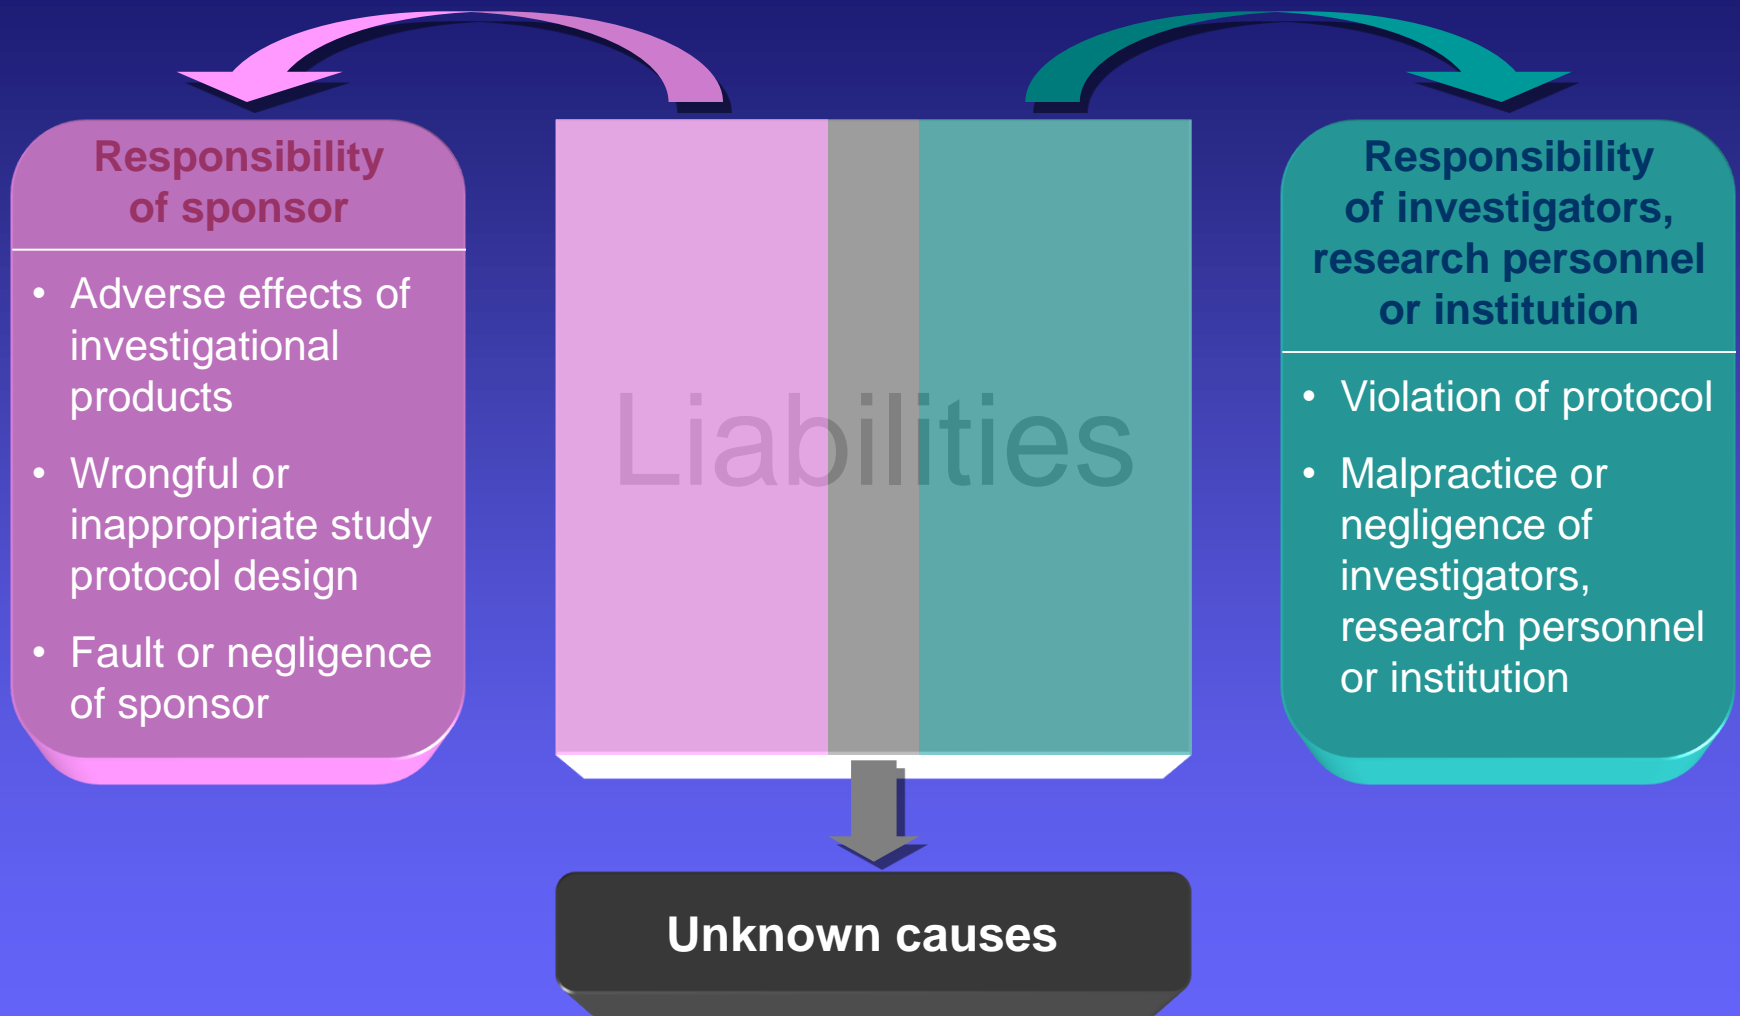 Responsibility
of sponsor
• Adverse effects of
investigational
products
• Wrongful or
inappropriate study
protocol design
• Fault or negligence
of sponsor
Liabilities
Responsibility
of investigators,
research personnel
or institution
• Violation of protocol
• Malpractice or
negligence of
investigators,
research personnel
or institution
Unknown causes